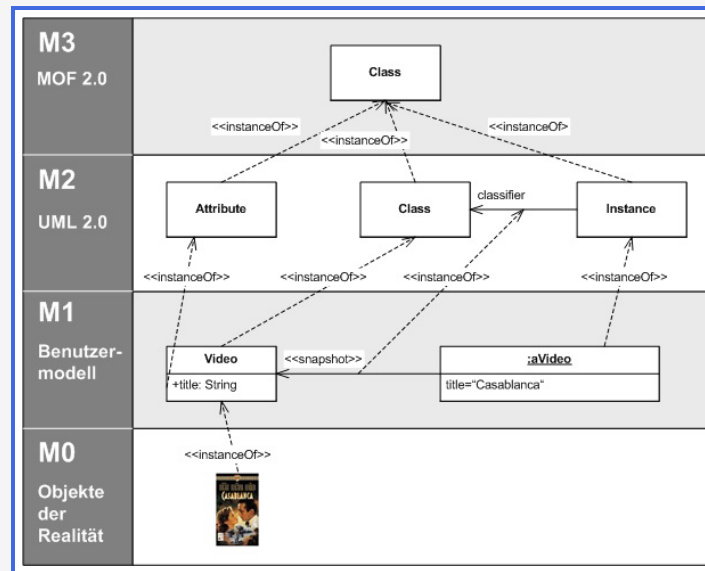 M3
MOF 2.0
Class
<<instanceOf>>
<<instanceOf>>
<<instanceOf>
M2
UML 2.0
Attribute
Class
classifier
Instance
<<instanceOf>>
<<instanceOf>>
<<instanceOf>>
<<instanceOf>>
M1
Benutzer-
modell
Video
+title: String
<<snapshot>>
:aVideo
title="Casablanca"
M0
Objekte
der
Realität
<<instanceOf>>
CASABLANCA